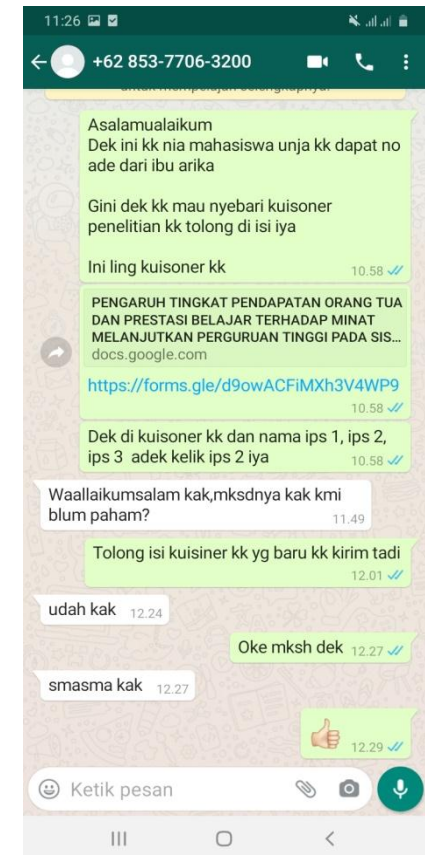 11:26
+62 853-7706-3200
untuk mempelajari selengkapnya.
Asalamualaikum
Dek ini kk nia mahasiswa unja kk dapat no
ade dari ibu arika
Gini dek kk mau nyebari kuisoner
penelitian kk tolong di isi iya
Ini ling kuisoner kk
10.58
PENGARUH TINGKAT PENDAPATAN ORANG TUA
DAN PRESTASI BELAJAR TERHADAP MINAT
MELANJUTKAN PERGURUAN TINGGI PADA SIS...
docs.google.com
https://forms.gle/d9owACFiMXh3V4WP9
10.58
Dek di kuisoner kk dan nama ips 1, ips 2,
ips 3 adek kelik ips 2 iya
10.58
Waallaikumsalam kak,mksdnya kak kmi
blum paham?
11.49
Tolong isi kuisiner kk yg baru kk kirim tadi
12.01
udah kak 12.24
Oke mksh dek 12.27
smasma kak 12.27
12.29
Ketik pesan